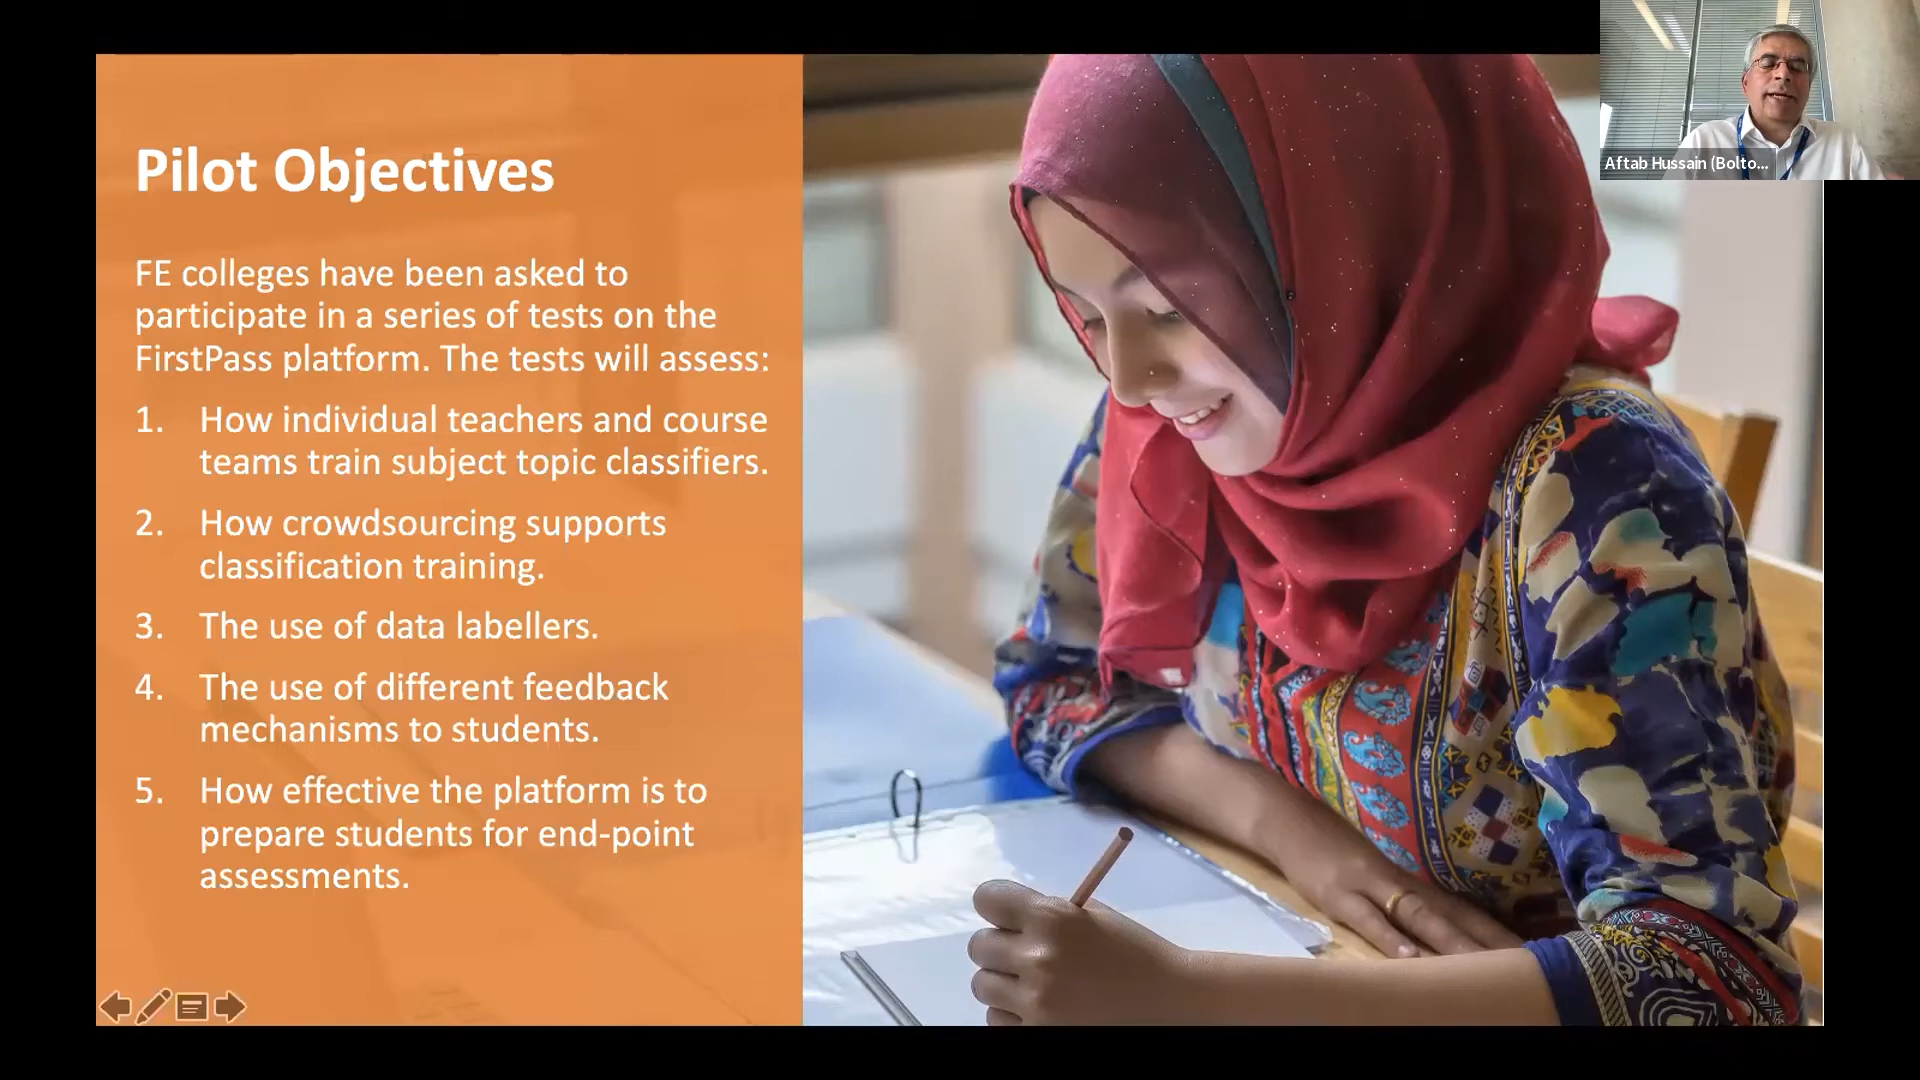 Pilot Objectives
FE colleges have been asked to
participate in a series of tests on the
FirstPass platform. The tests will assess:
1. How individual teachers and course
teams train subject topic classifiers.
2. How crowdsourcing supports
classification training.
3. The use of data labellers.
4. The use of different feedback
mechanisms to students.
5. How effective the platform is to
prepare students for end-point
assessments.
Aftab Hussain (Bolto...